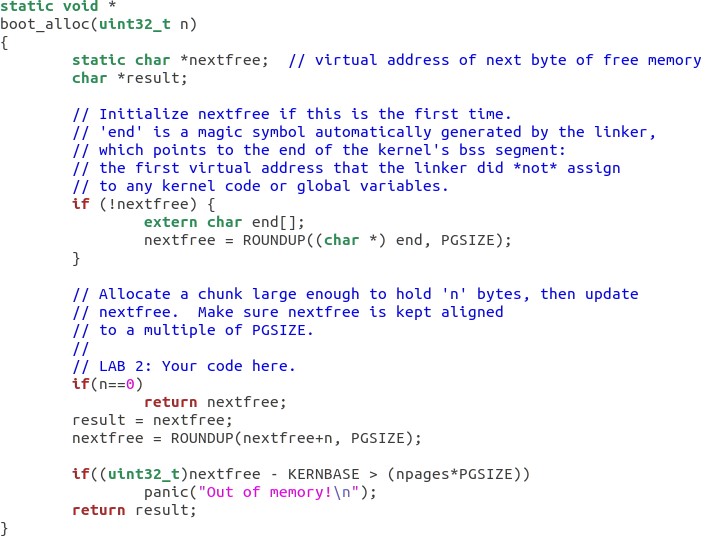 static void *
boot_alloc(uint32_t n)
{
        static char *nextfree;  // virtual address of next byte of free memory
        char *result;

        // Initialize nextfree if this is the first time.
        // 'end' is a magic symbol automatically generated by the linker,
        // which points to the end of the kernel's bss segment:
        // the first virtual address that the linker did *not* assign
        // to any kernel code or global variables.
        if (!nextfree) {
                extern char end[];
                nextfree = ROUNDUP((char *) end, PGSIZE);
        }

        // Allocate a chunk large enough to hold 'n' bytes, then update
        // nextfree.  Make sure nextfree is kept aligned
        // to a multiple of PGSIZE.
        //
        // LAB 2: Your code here.
        if(n==0)
                return nextfree;
        result = nextfree;
        nextfree = ROUNDUP(nextfree+n, PGSIZE);

        if((uint32_t)nextfree - KERNBASE > (npages*PGSIZE))
                panic("Out of memory!\n");
        return result;
}